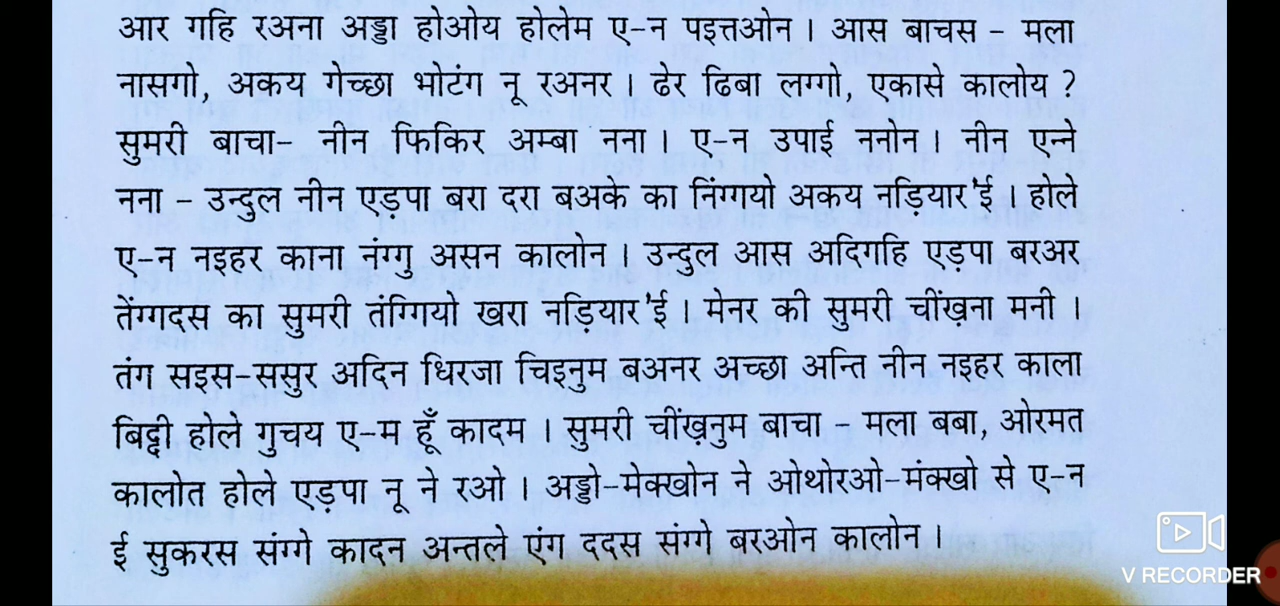 आर गहि रअना अड्डा होओय होलेम ए-न पइत्तओन । आस बाचस - मला
नासगो, अकय गेच्छा भोटंग नू रअनर । ढेर ढिबा लग्गो, एकासे कालोय ?
सुमरी बाचा- नीन फिकिर अम्बा नना । ए-न उपाई ननोन । नीन एन्ने
नना - उन्दुल नीन एड़पा बरा दरा बअके का निंग्गयो अकय नड़ियार'ई । होले
ए-न नइहर काना नंग्गु असन कालोन । उन्दुल आस अदिगहि एड़पा बरअर
तेंग्गदस का सुमरी तंग्गियो खरा नड़ियार'ई । मेनर की सुमरी चींखना मनी ।
तंग सइस-ससुर अदिन धिरजा चिइनुम बअनर अच्छा अन्ति नीन नइहर काला
बिद्दी होले गुचय ए-म हूँ कादम । सुमरी चींख़नुम बाचा - मला बबा, ओरमत
कालोत होले एड़पा नू ने रओ । अड्डो-मेक्खोन ने ओथोरओ-मंक्खो से ए-न
ई सुकरस संग्गे कादन अन्तले एंग ददस संग्गे बरओन कालोन ।
V RECORDER